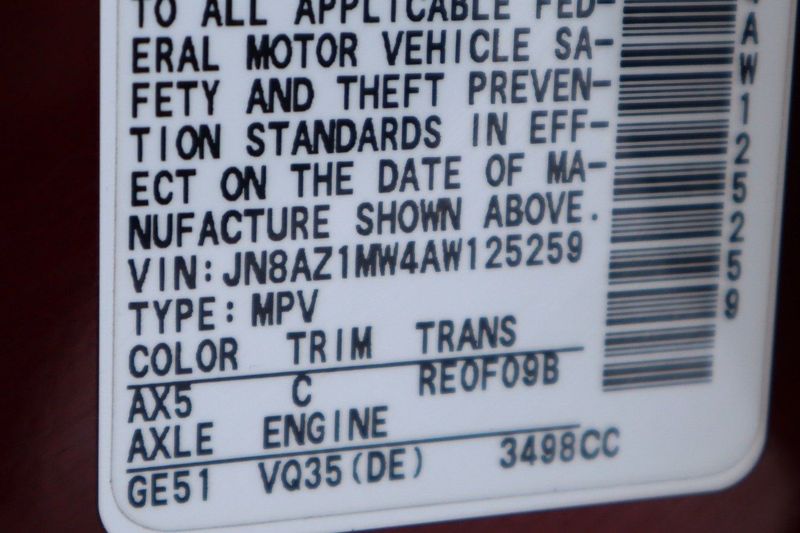 TO ALL APPLICABLE FED-
ERAL MOTOR VEHICLE SA-
FETY AND THEFT PREVEN-
TION STANDARDS IN EFF-
ECT ON THE DATE OF MA-
NUFACTURE SHOWN ABOVE.
VIN:JN8AZ1MW4AW125259
TYPE:MPV
COLOR TRIM TRANS
AX5 C RE0F09B
AXLE ENGINE
GE51 VQ35(DE) 3498CC
AW125259